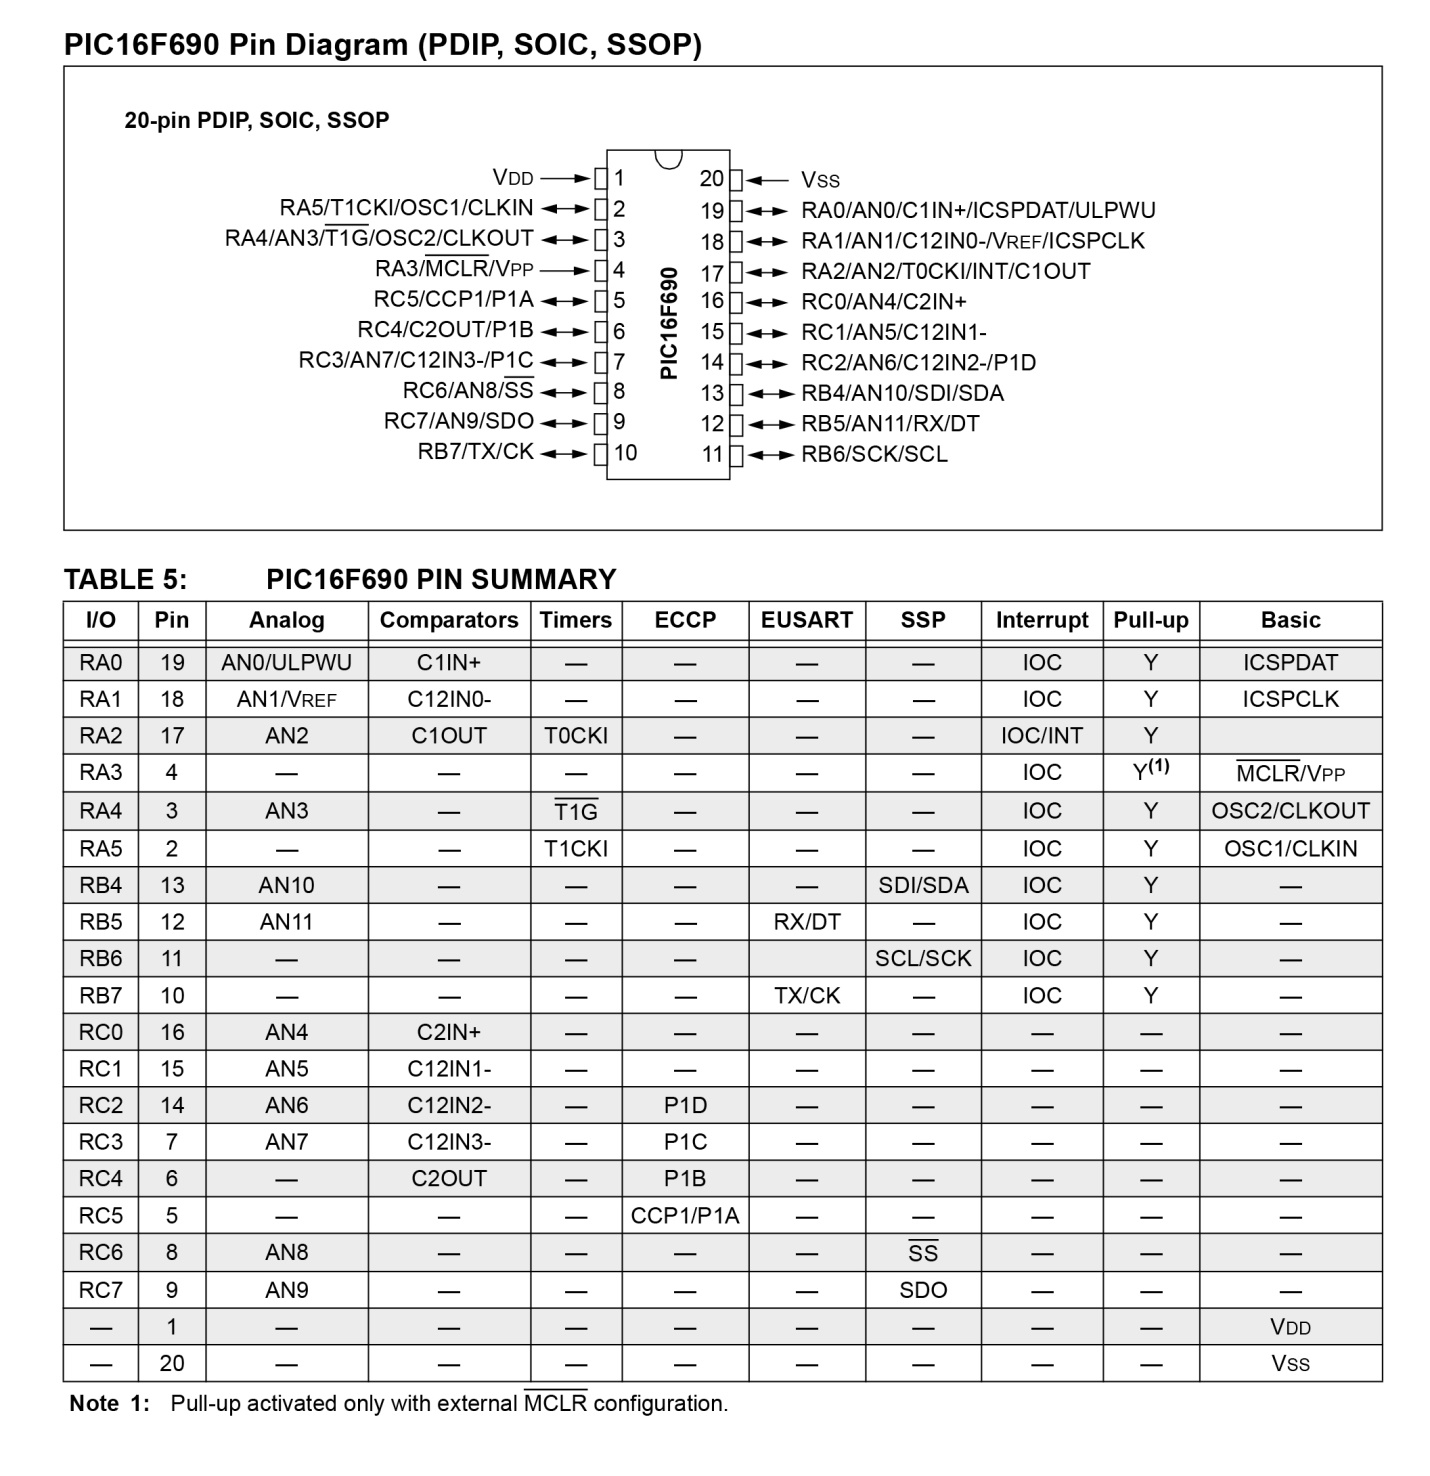 PIC16F690 Pin Diagram (PDIP, SOIC, SSOP)
20-pin PDIP, SOIC, SSOP
VDD 1 20 VSS
RA5/T1CKI/OSC1/CLKIN 2 19 RA0/AN0/C1IN+/ICSPDAT/ULPWU
RA4/AN3/T1G/OSC2/CLKOUT 3 18 RA1/AN1/C12IN0-/VREF/ICSPCLK
RA3/MCLR/VPP 4 17 RA2/AN2/T0CKI/INT/C1OUT
RC5/CCP1/P1A 5 16 RC0/AN4/C2IN+
RC4/C2OUT/P1B 6 15 RC1/AN5/C12IN1-
RC3/AN7/C12IN3-/P1C 7 14 RC2/AN6/C12IN2-/P1D
RC6/AN8/SS 8 13 RB4/AN10/SDI/SDA
RC7/AN9/SDO 9 12 RB5/AN11/RX/DT
RB7/TX/CK 10 11 RB6/SCK/SCL
PIC16F690
TABLE 5: PIC16F690 PIN SUMMARY
I/O Pin Analog Comparators Timers ECCP EUSART SSP Interrupt Pull-up Basic
RA0 19 AN0/ULPWU C1IN+ — — — — IOC Y ICSPDAT
RA1 18 AN1/VREF C12IN0- — — — — IOC Y ICSPCLK
RA2 17 AN2 C1OUT T0CKI — — — IOC/INT Y
RA3 4 — — — — — — IOC Y(1) MCLR/VPP
RA4 3 AN3 — T1G — — — IOC Y OSC2/CLKOUT
RA5 2 — — T1CKI — — — IOC Y OSC1/CLKIN
RB4 13 AN10 — — — — SDI/SDA IOC Y —
RB5 12 AN11 — — — RX/DT — IOC Y —
RB6 11 — — — — SCL/SCK IOC Y —
RB7 10 — — — — TX/CK — IOC Y —
RC0 16 AN4 C2IN+ — — — — — — —
RC1 15 AN5 C12IN1- — — — — — — —
RC2 14 AN6 C12IN2- — P1D — — — — —
RC3 7 AN7 C12IN3- — P1C — — — — —
RC4 6 — C2OUT — P1B — — — — —
RC5 5 — — — CCP1/P1A — — — — —
RC6 8 AN8 — — — — SS — — —
RC7 9 AN9 — — — — SDO — — —
— 1 — — — — — — — — VDD
— 20 — — — — — — — — VSS
Note 1: Pull-up activated only with external MCLR configuration.